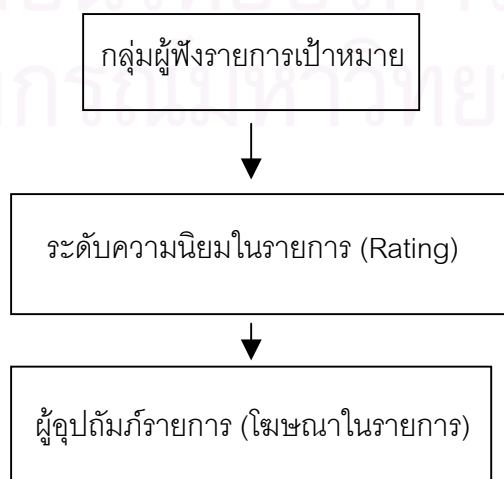 กลุ่มผู้ฟังรายการเป้าหมาย
ระดับความนิยมในรายการ (Rating)
ผู้อุปถัมภ์รายการ (โฆษณาในรายการ)